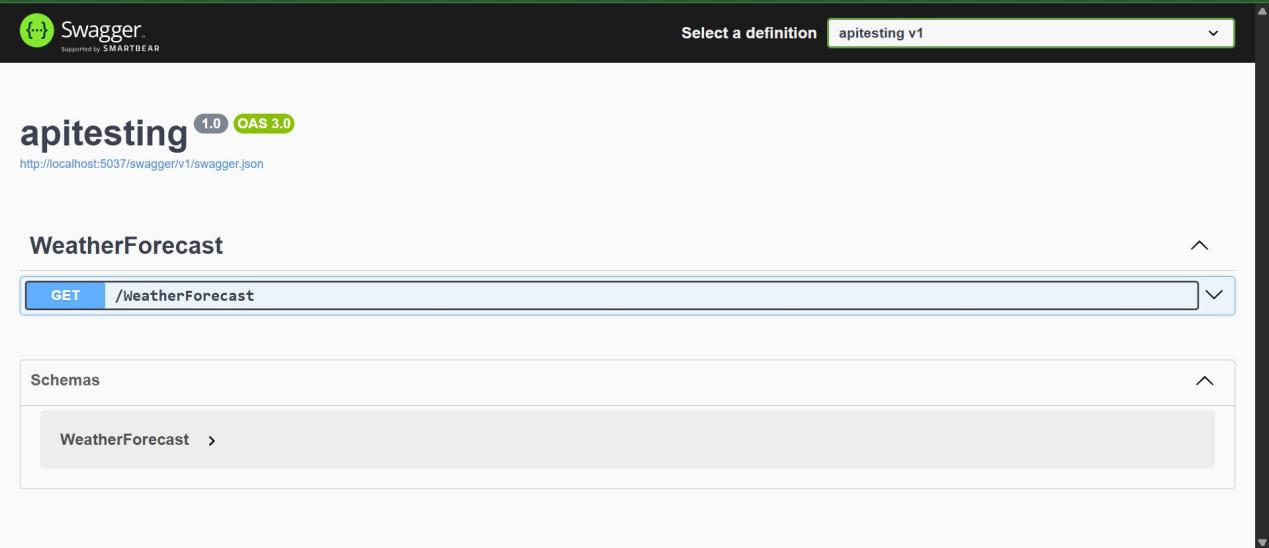 Swagger
Supported by SMARTBEAR
Select a definition
apitesting v1
apitesting 1.0 OAS 3.0
http://localhost:5037/swagger/v1/swagger.json
WeatherForecast
GET /WeatherForecast
Schemas
WeatherForecast